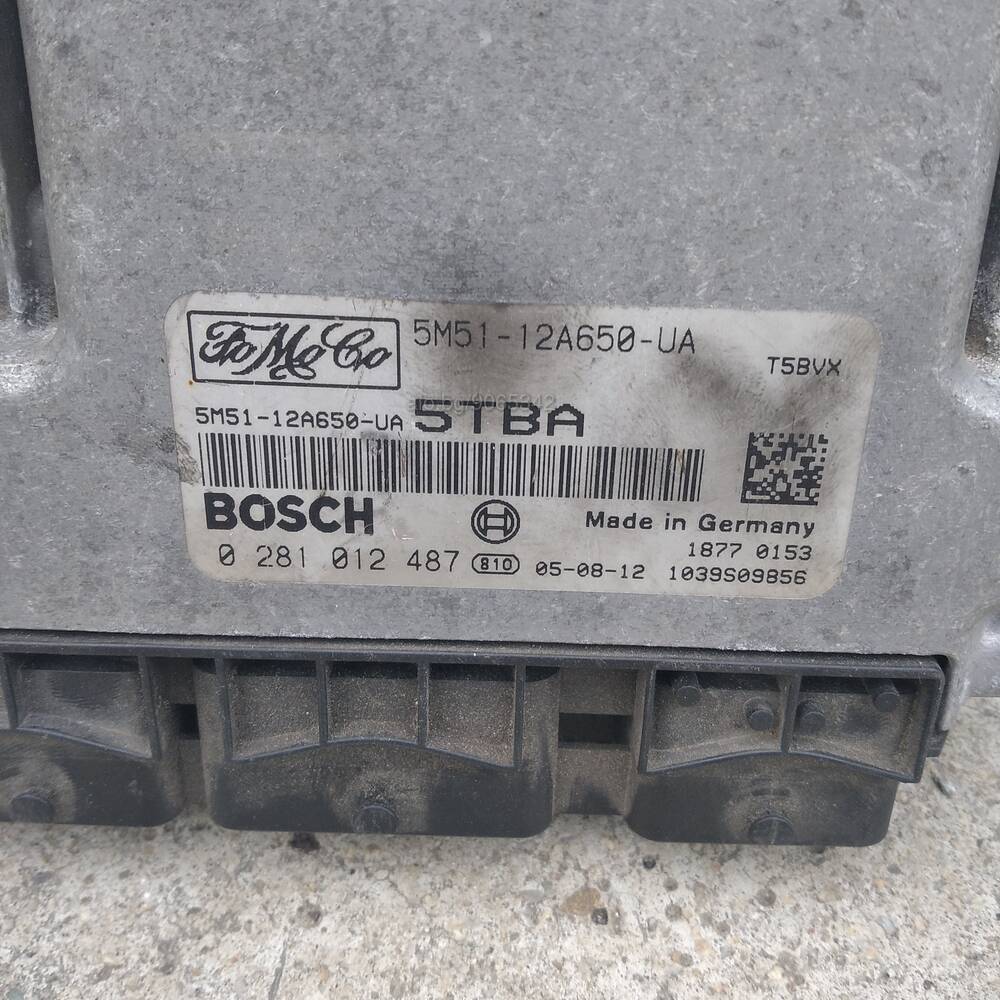 FoMoCo 5M51-12A650-UA
T5BVX
5M51-12A650-UA 5TBA
BOSCH
Made in Germany
1877 0153
0 281 012 487 810 05-08-12 1039S09856